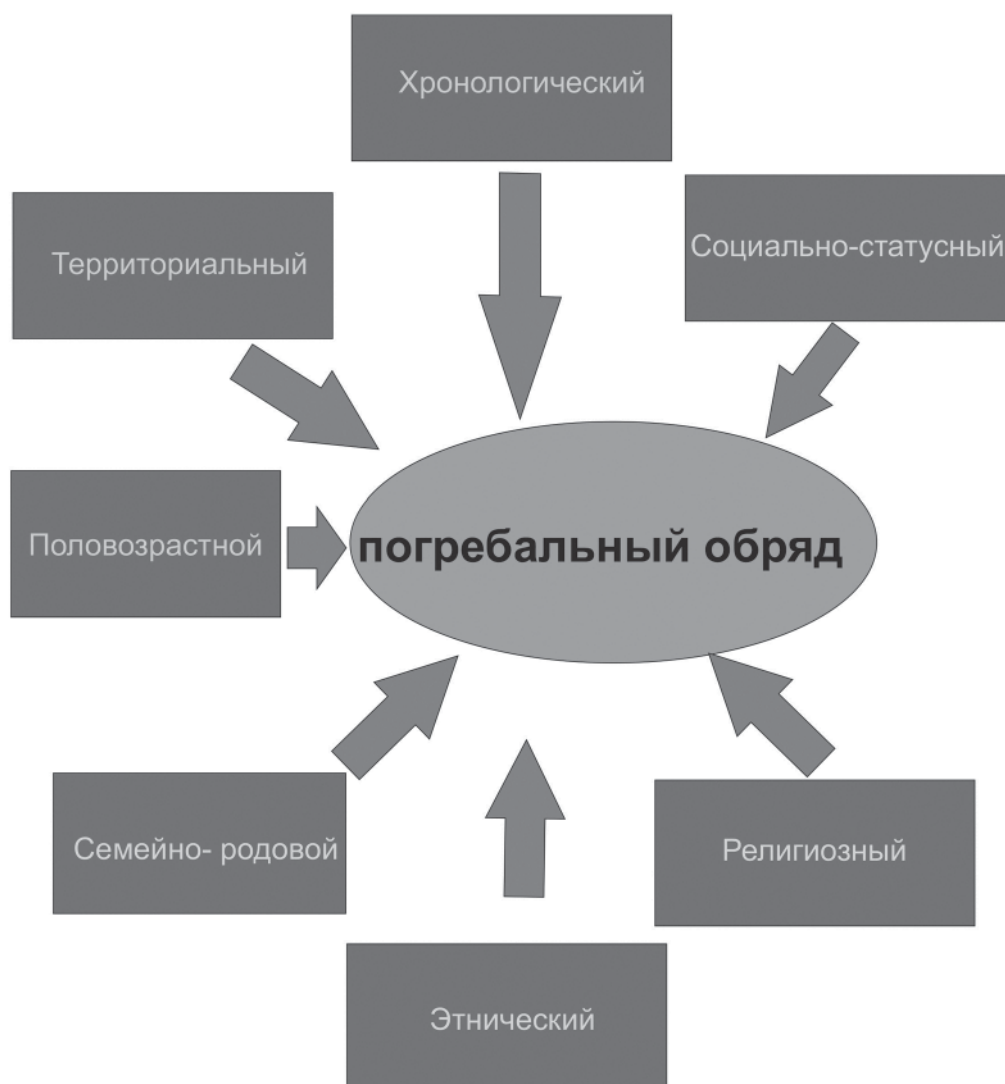 Хронологический
Социально-статусный
Территориальный
Половозрастной
погребальный обряд
Семейно- родовой
Религиозный
Этнический